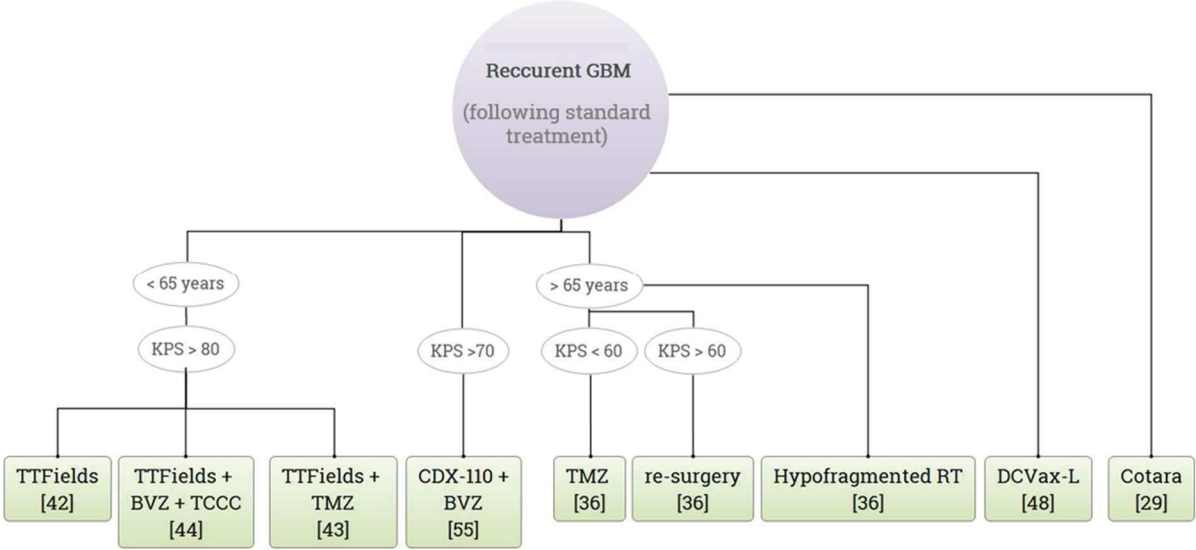 Reccurent GBM
(following standard
treatment)
< 65 years
> 65 years
KPS > 80
KPS >70
KPS < 60
KPS > 60
TTFields
[42]
TTFields +
BVZ + TCCC
[44]
TTFields +
TMZ
[43]
CDX-110 +
BVZ
[55]
TMZ
[36]
re-surgery
[36]
Hypofragmented RT
[36]
DCVax-L
[48]
Cotara
[29]